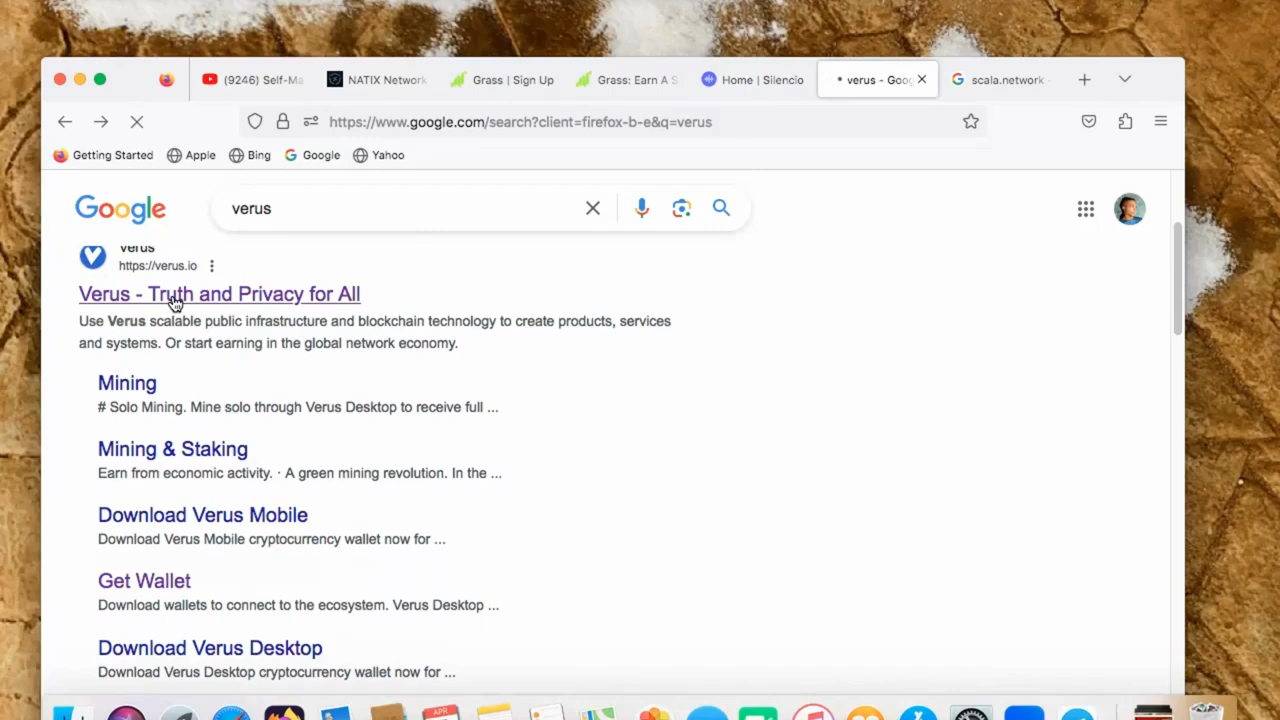 (9246) Self-Ma
NATIX Network
Grass | Sign Up
Grass: Earn A S
Home | Silencio
verus - Goog
scala.network -
https://www.google.com/search?client=firefox-b-e&q=verus
Getting Started
Apple
Bing
Google
Yahoo
Google
verus
Verus
https://verus.io
Verus - Truth and Privacy for All
Use Verus scalable public infrastructure and blockchain technology to create products, services
and systems. Or start earning in the global network economy.
Mining
# Solo Mining. Mine solo through Verus Desktop to receive full ...
Mining & Staking
Earn from economic activity. · A green mining revolution. In the ...
Download Verus Mobile
Download Verus Mobile cryptocurrency wallet now for ...
Get Wallet
Download wallets to connect to the ecosystem. Verus Desktop ...
Download Verus Desktop
Download Verus Desktop cryptocurrency wallet now for ...
APR